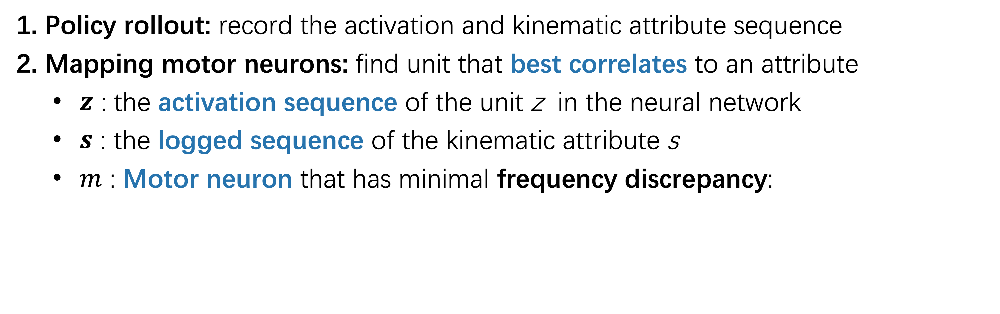 1. Policy rollout: record the activation and kinematic attribute sequence
2. Mapping motor neurons: find unit that best correlates to an attribute
• z : the activation sequence of the unit z in the neural network
• s : the logged sequence of the kinematic attribute s
• m : Motor neuron that has minimal frequency discrepancy: